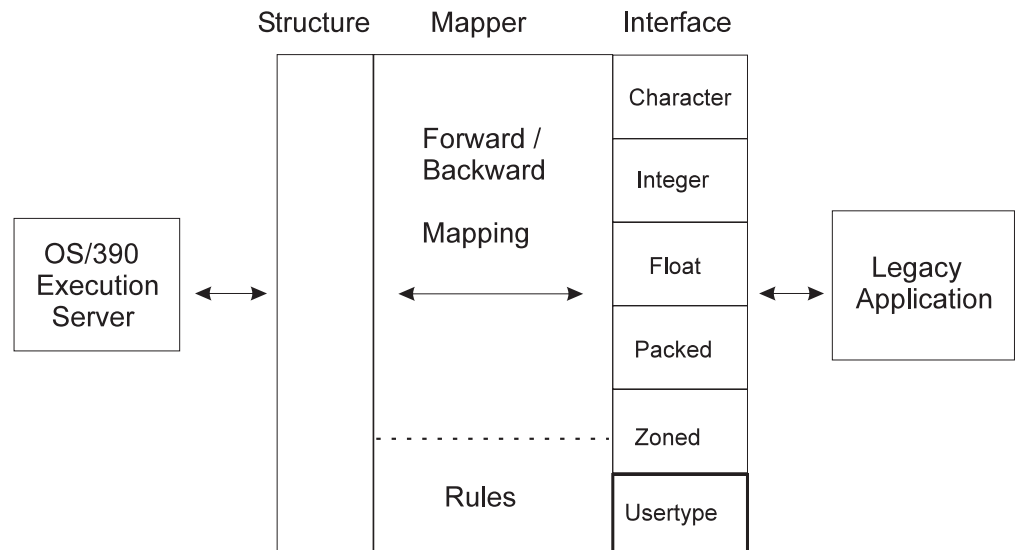 Structure
Mapper
Interface
OS/390
Execution
Server
Forward /
Backward
Mapping
Rules
Character
Integer
Float
Packed
Zoned
Usertype
Legacy
Application